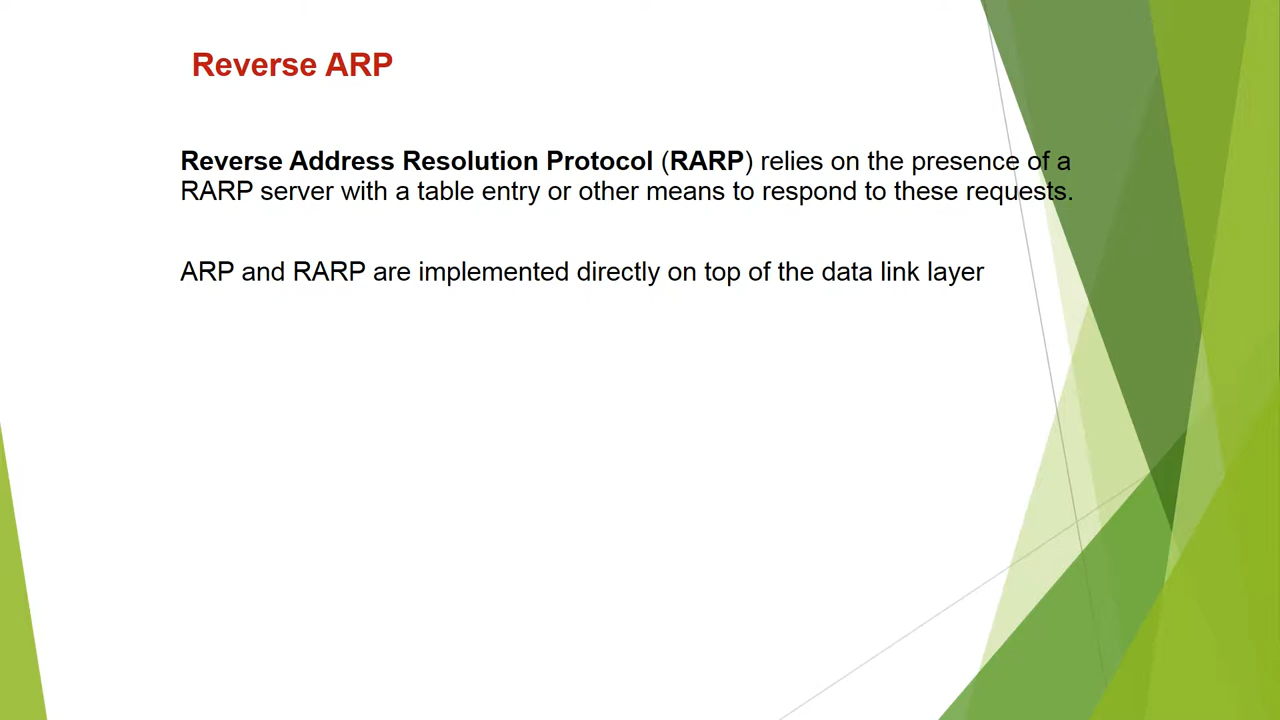 Reverse ARP
Reverse Address Resolution Protocol (RARP) relies on the presence of a
RARP server with a table entry or other means to respond to these requests.
ARP and RARP are implemented directly on top of the data link layer